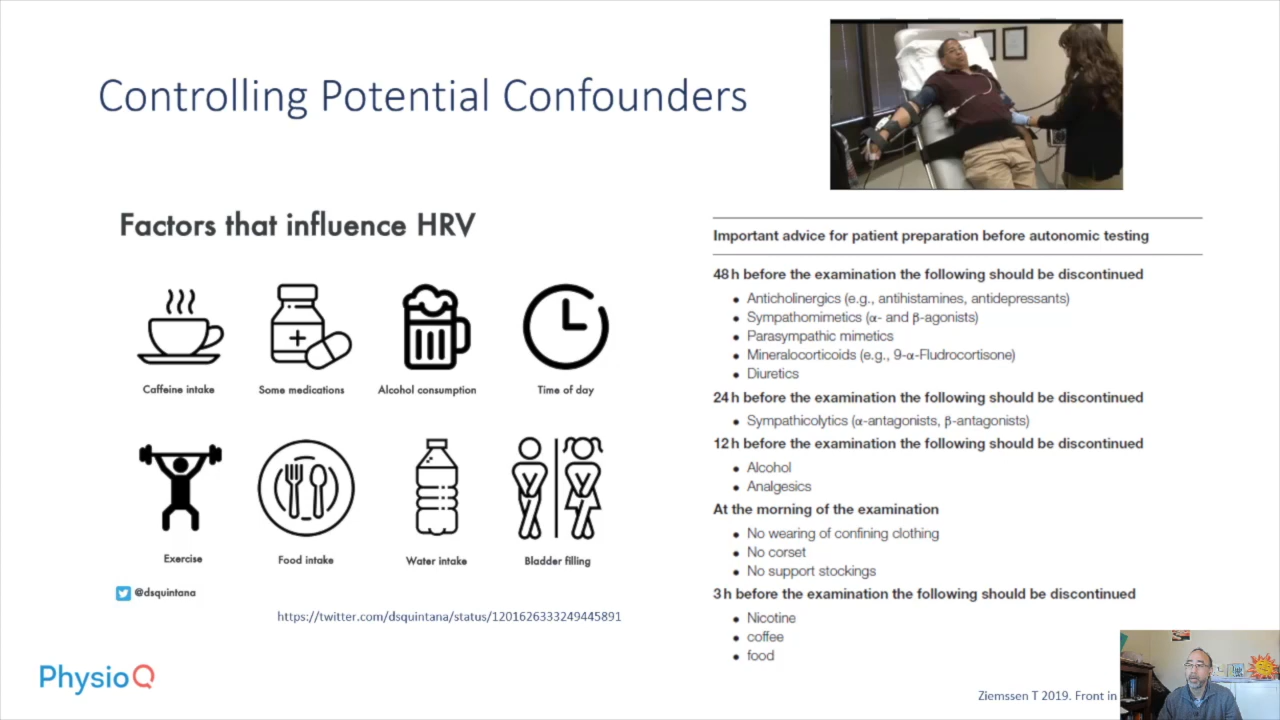 Controlling Potential Confounders
Factors that influence HRV
Caffeine intake
Some medications
Alcohol consumption
Time of day
Exercise
Food intake
Water intake
Bladder filling
@dsquintana
https://twitter.com/dsquintana/status/1201626333249445891
PhysioQ
Important advice for patient preparation before autonomic testing
48 h before the examination the following should be discontinued
• Anticholinergics (e.g., antihistamines, antidepressants)
• Sympathomimetics (α- and β-agonists)
• Parasympathic mimetics
• Mineralocorticoids (e.g., 9-α-Fludrocortisone)
• Diuretics
24 h before the examination the following should be discontinued
• Sympathicolytics (α-antagonists, β-antagonists)
12 h before the examination the following should be discontinued
• Alcohol
• Analgesics
At the morning of the examination
• No wearing of confining clothing
• No corset
• No support stockings
3 h before the examination the following should be discontinued
• Nicotine
• coffee
• food
Ziemssen T 2019. Front in